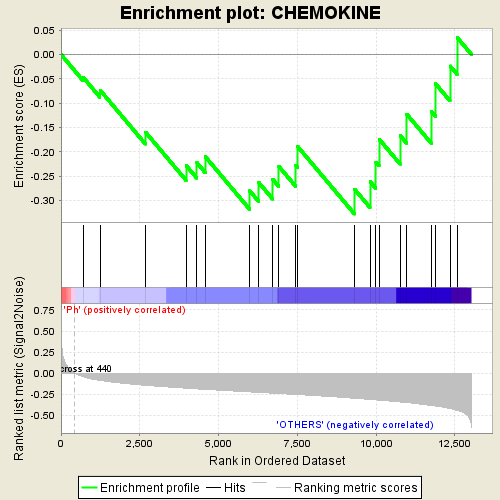 Enrichment plot: CHEMOKINE
Enrichment score (ES)
0.05
0.00
-0.05
-0.10
-0.15
-0.20
-0.25
-0.30
Ranked list metric (Signal2Noise)
'Ph' (positively correlated)
0.75
0.50
0.25
0.00
-0.25
-0.50
cross at 440
'OTHERS' (negatively correlated)
0 2,500 5,000 7,500 10,000 12,500
Rank in Ordered Dataset
Enrichment profile Hits Ranking metric scores